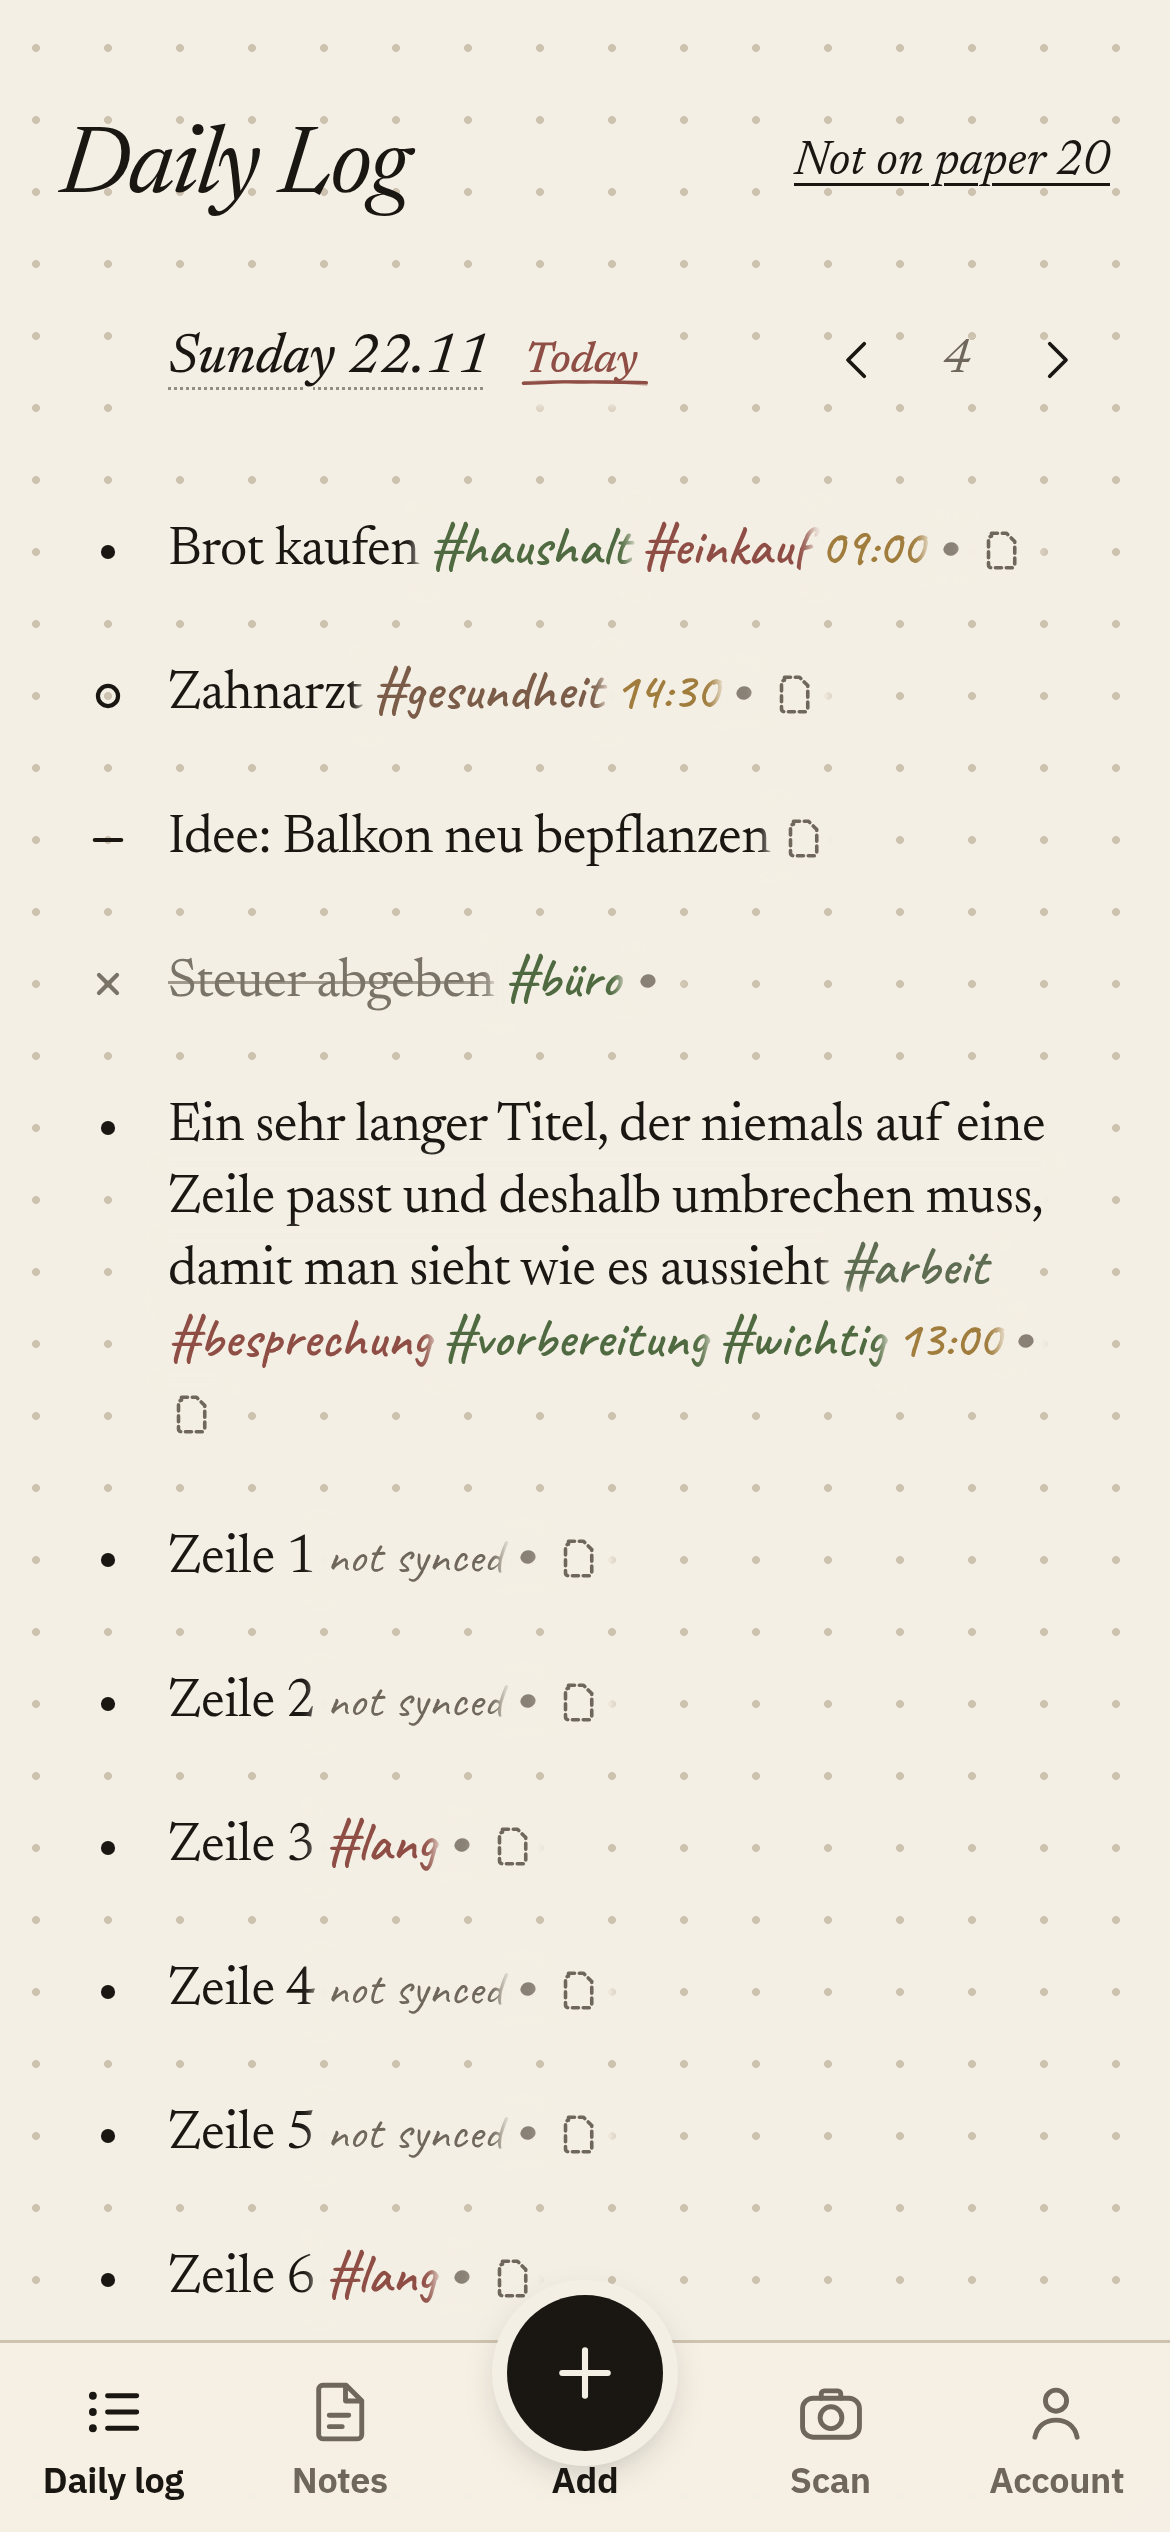 Daily Log
Not on paper 20
Sunday 22.11 Today
4
Brot kaufen #haushalt #einkauf 09:00
Zahnarzt #gesundheit 14:30
Idee: Balkon neu bepflanzen
Steuer abgeben #büro
Ein sehr langer Titel, der niemals auf eine
Zeile passt und deshalb umbrechen muss,
damit man sieht wie es aussieht #arbeit
#besprechung #vorbereitung #wichtig 13:00
Zeile 1 not synced
Zeile 2 not synced
Zeile 3 #lang
Zeile 4 not synced
Zeile 5 not synced
Zeile 6 #lang
Daily log
Notes
Add
Scan
Account